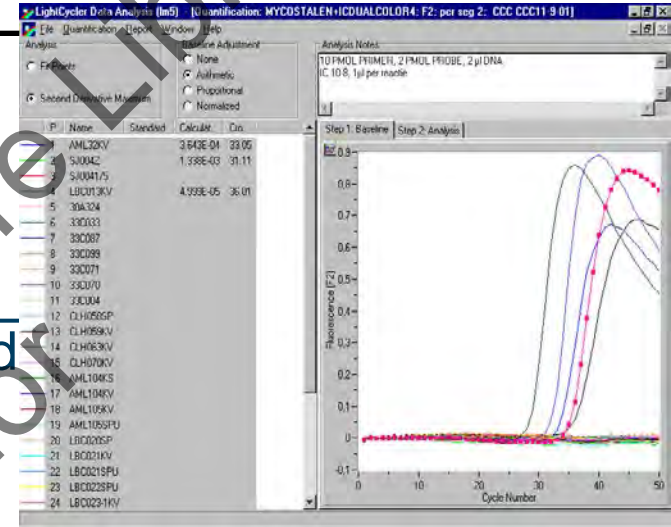 LightCycler Data Analysis (lm5) - [Quantification: MYCOSTALEN+ICDUALCOLOR4: F2: per seg 2: CCC CCC11-9 01]
File Quantification Report Window Help
Analysis
Fit Points
Second Derivative Maximum
Baseline Adjustment
None
Arithmetic
Proportional
Normalized
Analysis Notes
10 PMOL PRIMER, 2 PMOL PROBE, 2 µl DNA
IC 10-8, 1µl per reactie
P Name Standard Calculat. Cro.
1 AML32KV 3.643E-04 33.05
2 SJ0042 1.338E-03 31.11
3 SJ0041/5
4 LBC013KV 4.999E-05 36.01
5 30A324
6 33C033
7 33C087
8 33C099
9 33C071
10 33C070
11 33C004
12 CLH058SP
13 CLH059KV
14 CLH063KV
15 CLH070KV
16 AML104KS
17 AML104KV
18 AML105KV
19 AML105SPU
20 LBC020SP
21 LBC021KV
22 LBC021SPU
23 LBC022SPU
24 LBC023-1KV
Step 1: Baseline Step 2: Analysis
Fluorescence (F2)
0.9
0.8
0.7
0.6
0.5
0.4
0.3
0.2
0.1
0
-0.1
0 10 20 30 40 50
Cycle Number
d